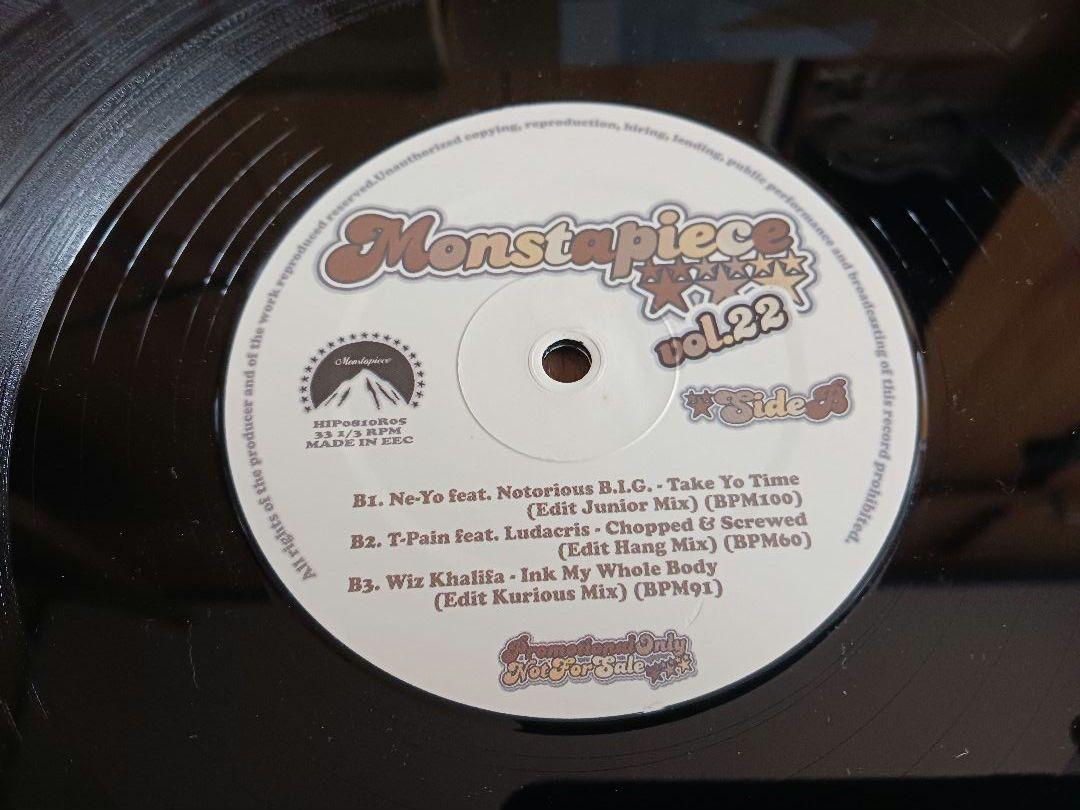 All rights of the producer and of the work reproduced reserved.Unauthorized copying, reproduction, hiring, lending, public performance and broadcasting of this record prohibited.
Monstapiece
vol.22
Monstapiece
Side B
HIP0810R05
33 1/3 RPM
MADE IN EEC
B1. Ne-Yo feat. Notorious B.I.G. - Take Yo Time
(Edit Junior Mix) (BPM100)
B2. T-Pain feat. Ludacris - Chopped & Screwed
(Edit Hang Mix) (BPM60)
B3. Wiz Khalifa - Ink My Whole Body
(Edit Kurious Mix) (BPM91)
Promotional Only
Not For Sale